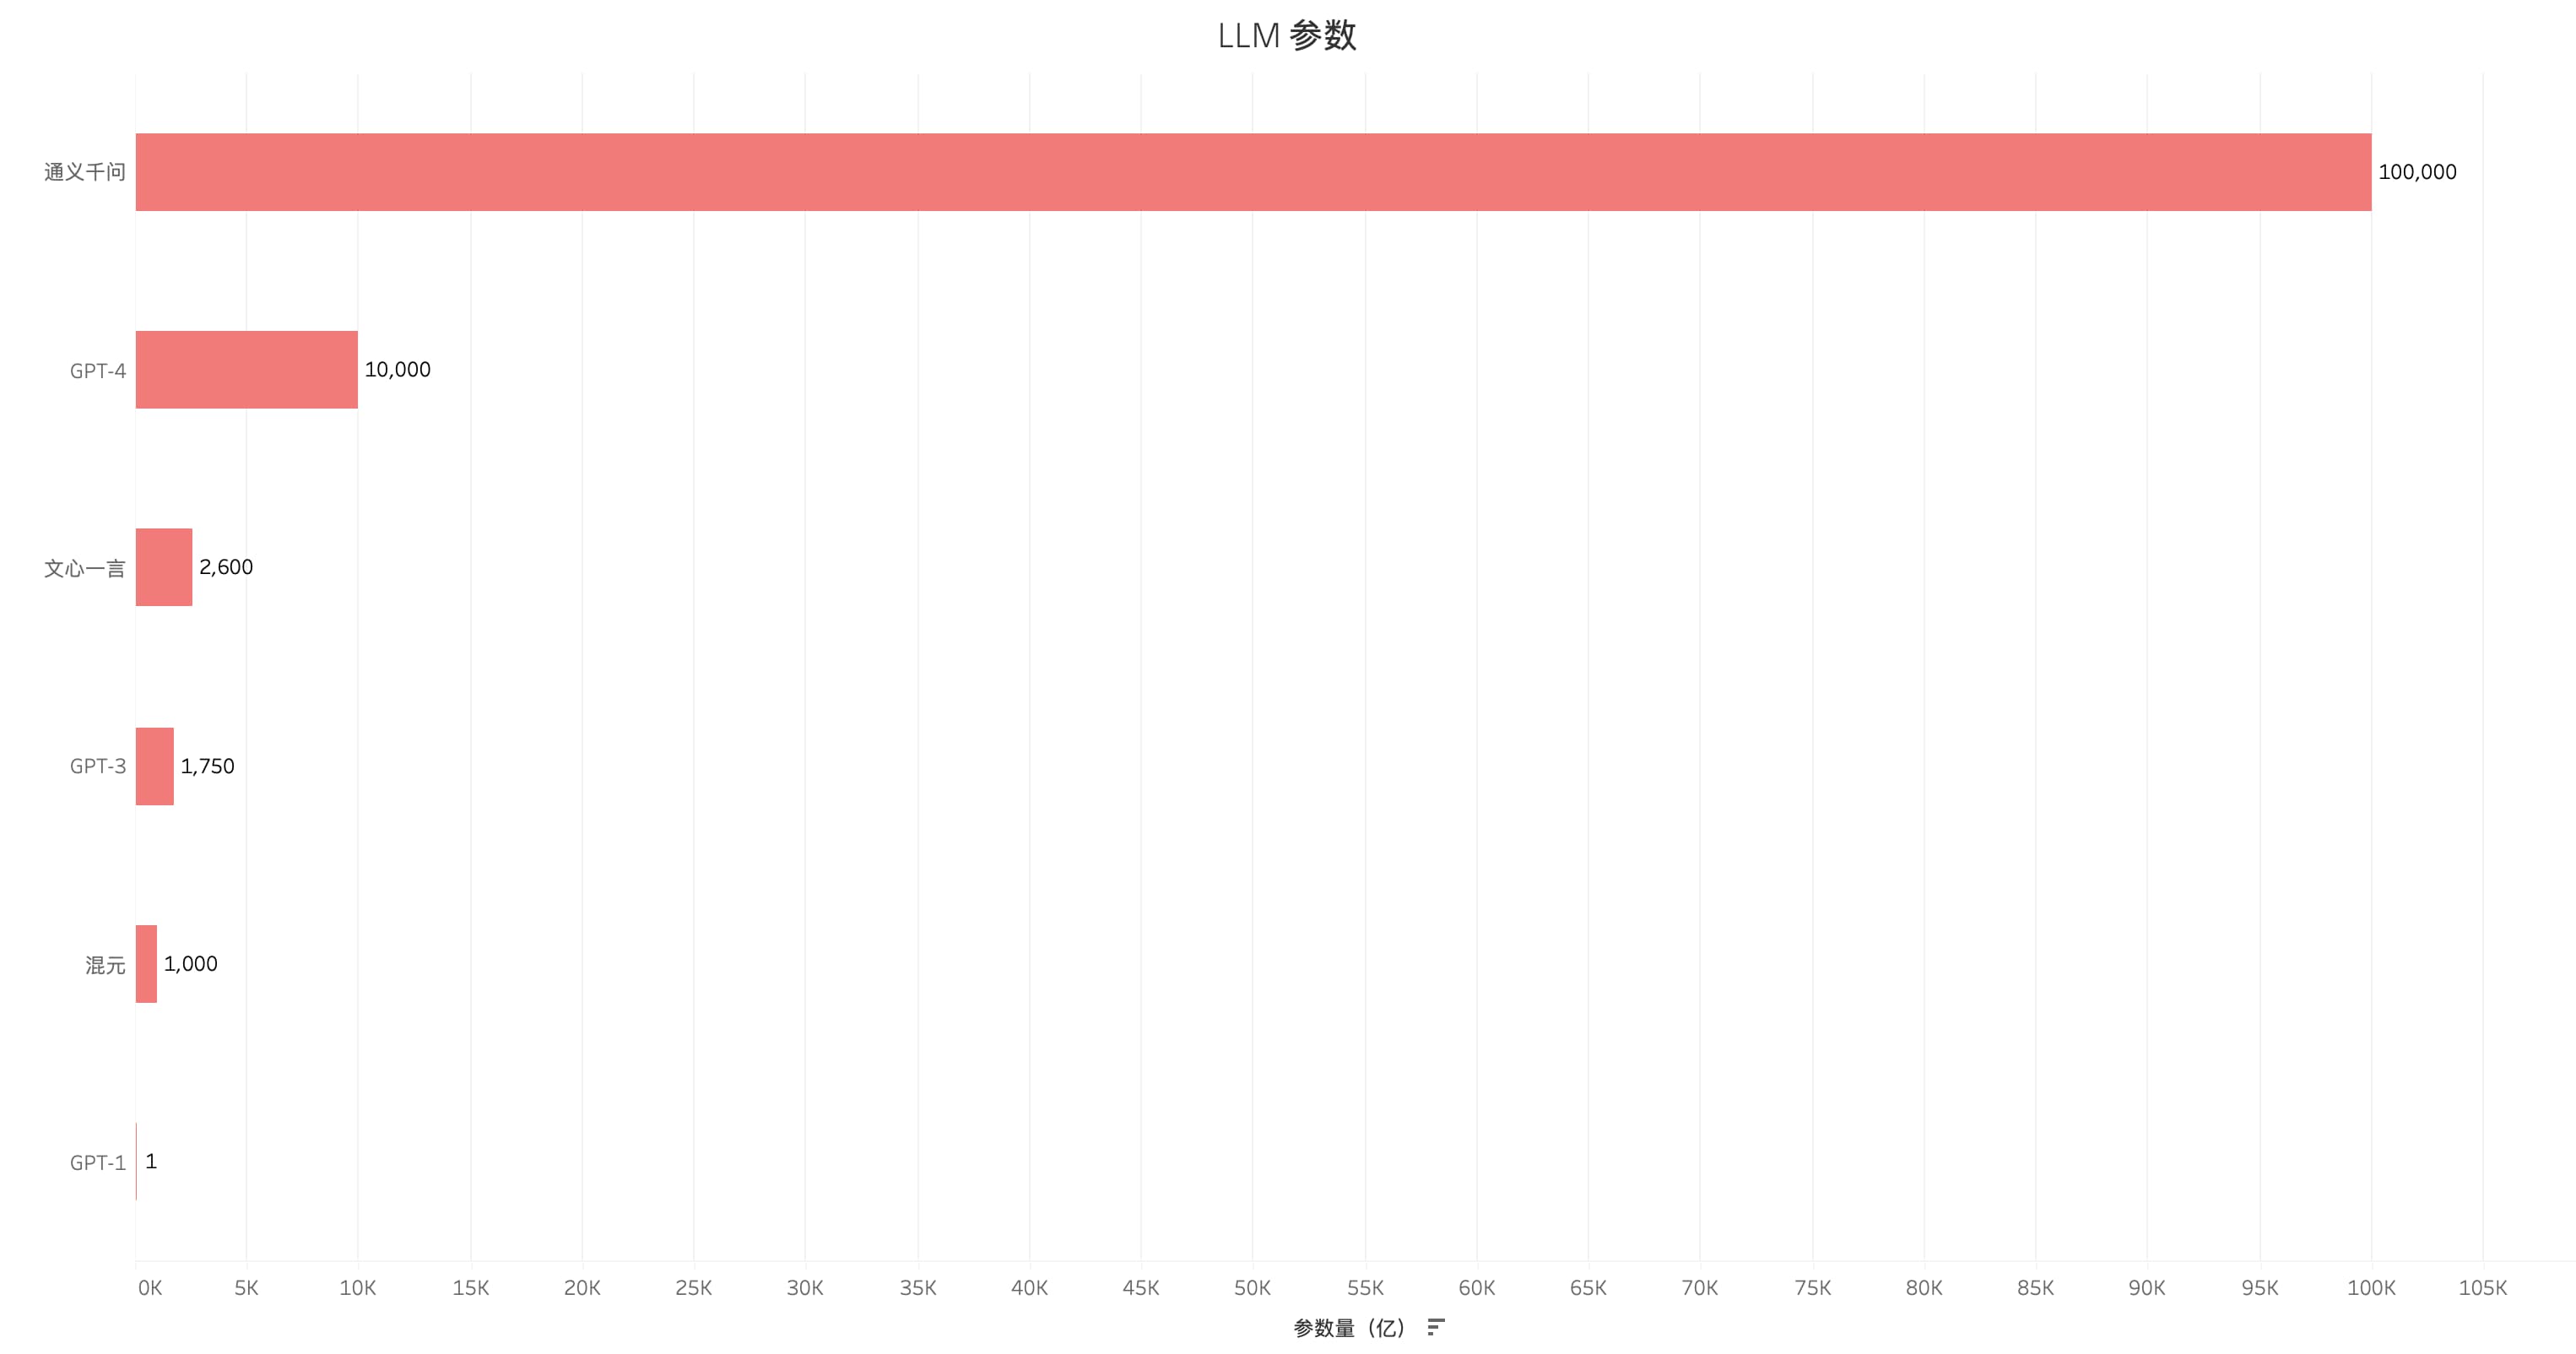 LLM 参数
通义千问 100,000
GPT-4 10,000
文心一言 2,600
GPT-3 1,750
混元 1,000
GPT-1 1
0K 5K 10K 15K 20K 25K 30K 35K 40K 45K 50K 55K 60K 65K 70K 75K 80K 85K 90K 95K 100K 105K
参数量（亿）